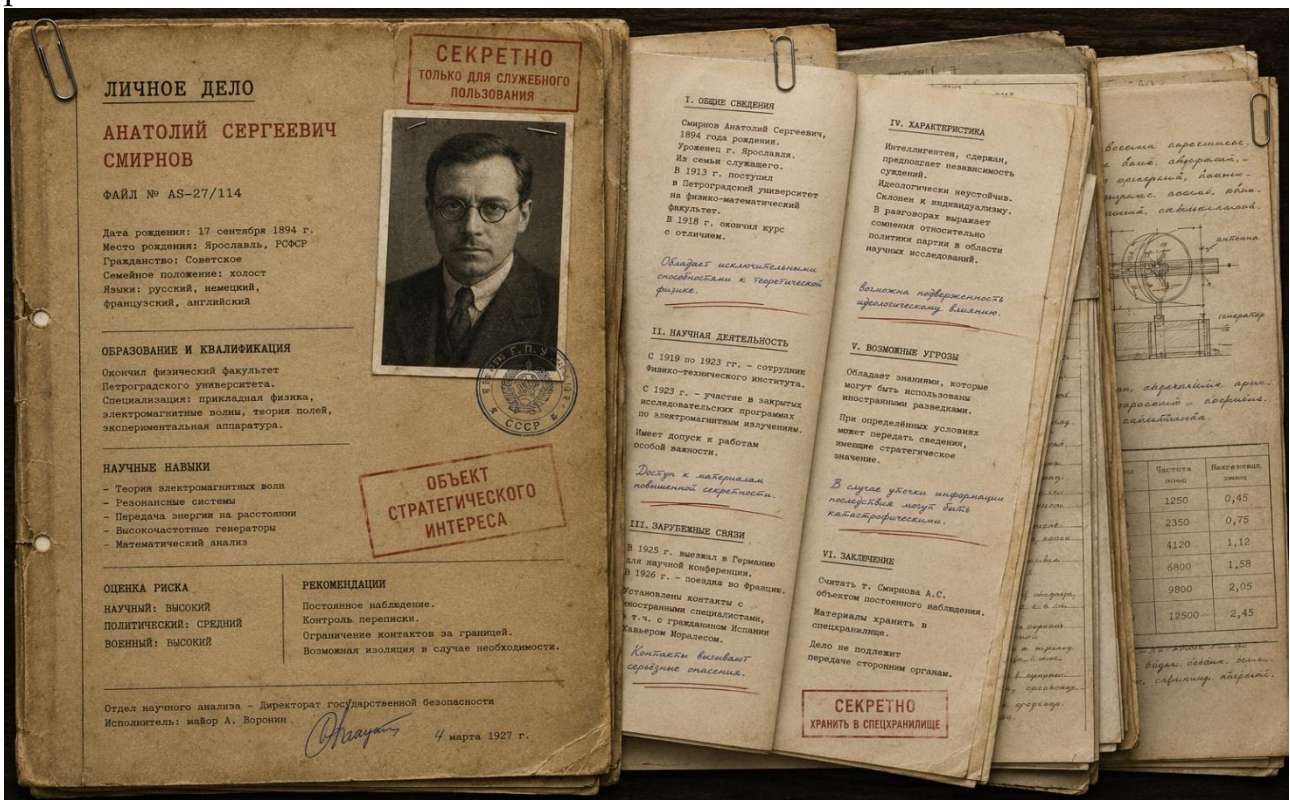 СЕКРЕТНО
ТОЛЬКО ДЛЯ СЛУЖЕБНОГО
ПОЛЬЗОВАНИЯ
ЛИЧНОЕ ДЕЛО
АНАТОЛИЙ СЕРГЕЕВИЧ
СМИРНОВ
ФАЙЛ № AS-27/114
Дата рождения: 17 сентября 1894 г.
Место рождения: Ярославль, РСФСР
Гражданство: Советское
Семейное положение: холост
Языки: русский, немецкий,
французский, английский
ОБРАЗОВАНИЕ И КВАЛИФИКАЦИЯ
Окончил физический факультет
Петроградского университета.
Специализация: прикладная физика,
электромагнитные волны, теория полей,
экспериментальная аппаратура.
Г.П.У
СССР
НАУЧНЫЕ НАВЫКИ
- Теория электромагнитных волн
- Резонансные системы
- Передача энергии на расстоянии
- Высокочастотные генераторы
- Математический анализ
ОБЪЕКТ
СТРАТЕГИЧЕСКОГО
ИНТЕРЕСА
ОЦЕНКА РИСКА
НАУЧНЫЙ: ВЫСОКИЙ
ПОЛИТИЧЕСКИЙ: СРЕДНИЙ
ВОЕННЫЙ: ВЫСОКИЙ
РЕКОМЕНДАЦИИ
Постоянное наблюдение.
Контроль переписки.
Ограничение контактов за границей.
Возможная изоляция в случае необходимости.
Отдел научного анализа – Директорат государственной безопасности
Исполнитель: майор А. Воронин
4 марта 1927 г.
I. ОБЩИЕ СВЕДЕНИЯ
Смирнов Анатолий Сергеевич,
1894 года рождения.
Уроженец г. Ярославля.
Из семьи служащего.
В 1913 г. поступил
в Петроградский университет
на физико-математический
факультет.
В 1918 г. окончил курс
с отличием.
Обладает исключительными
способностями к теоретической
физике.
II. НАУЧНАЯ ДЕЯТЕЛЬНОСТЬ
С 1919 по 1923 гг. – сотрудник
Физико-технического института.
С 1923 г. – участие в закрытых
исследовательских программах
по электромагнитным излучениям.
Имеет допуск к работам
особой важности.
Доступ к материалам
повышенной секретности.
III. ЗАРУБЕЖНЫЕ СВЯЗИ
В 1925 г. выезжал в Германию
для научной конференции.
В 1926 г. – поездка во Францию.
Установлены контакты с
иностранными специалистами,
в т.ч. с гражданином Испании
Хавьером Моралесом.
Контакты вызывают
серьёзные опасения.
IV. ХАРАКТЕРИСТИКА
Интеллигентен, сдержан,
независимость
суждений.
Идеологически неустойчив.
Склонен к индивидуализму.
В разговорах выражает
сомнения относительно
политики партии в области
научных исследований.
Возможна подверженность
идеологическому влиянию.
V. ВОЗМОЖНЫЕ УГРОЗЫ
Обладает знаниями, которые
могут быть использованы
иностранными разведками.
При определённых условиях
может передать сведения,
имеющие стратегическое
значение.
В случае утечки информации
последствия могут быть
катастрофическими.
VI. ЗАКЛЮЧЕНИЕ
Считать т. Смирнова А.С.
объектом постоянного наблюдения.
Материалы хранить в
спецхранилище.
Дело не подлежит
передаче сторонним органам.
СЕКРЕТНО
ХРАНИТЬ В СПЕЦХРАНИЛИЩЕ
антенна
генератор
Частота
1250 0,45
2350 0,75
4120 1,12
6800 1,58
9800 2,05
12500 2,45